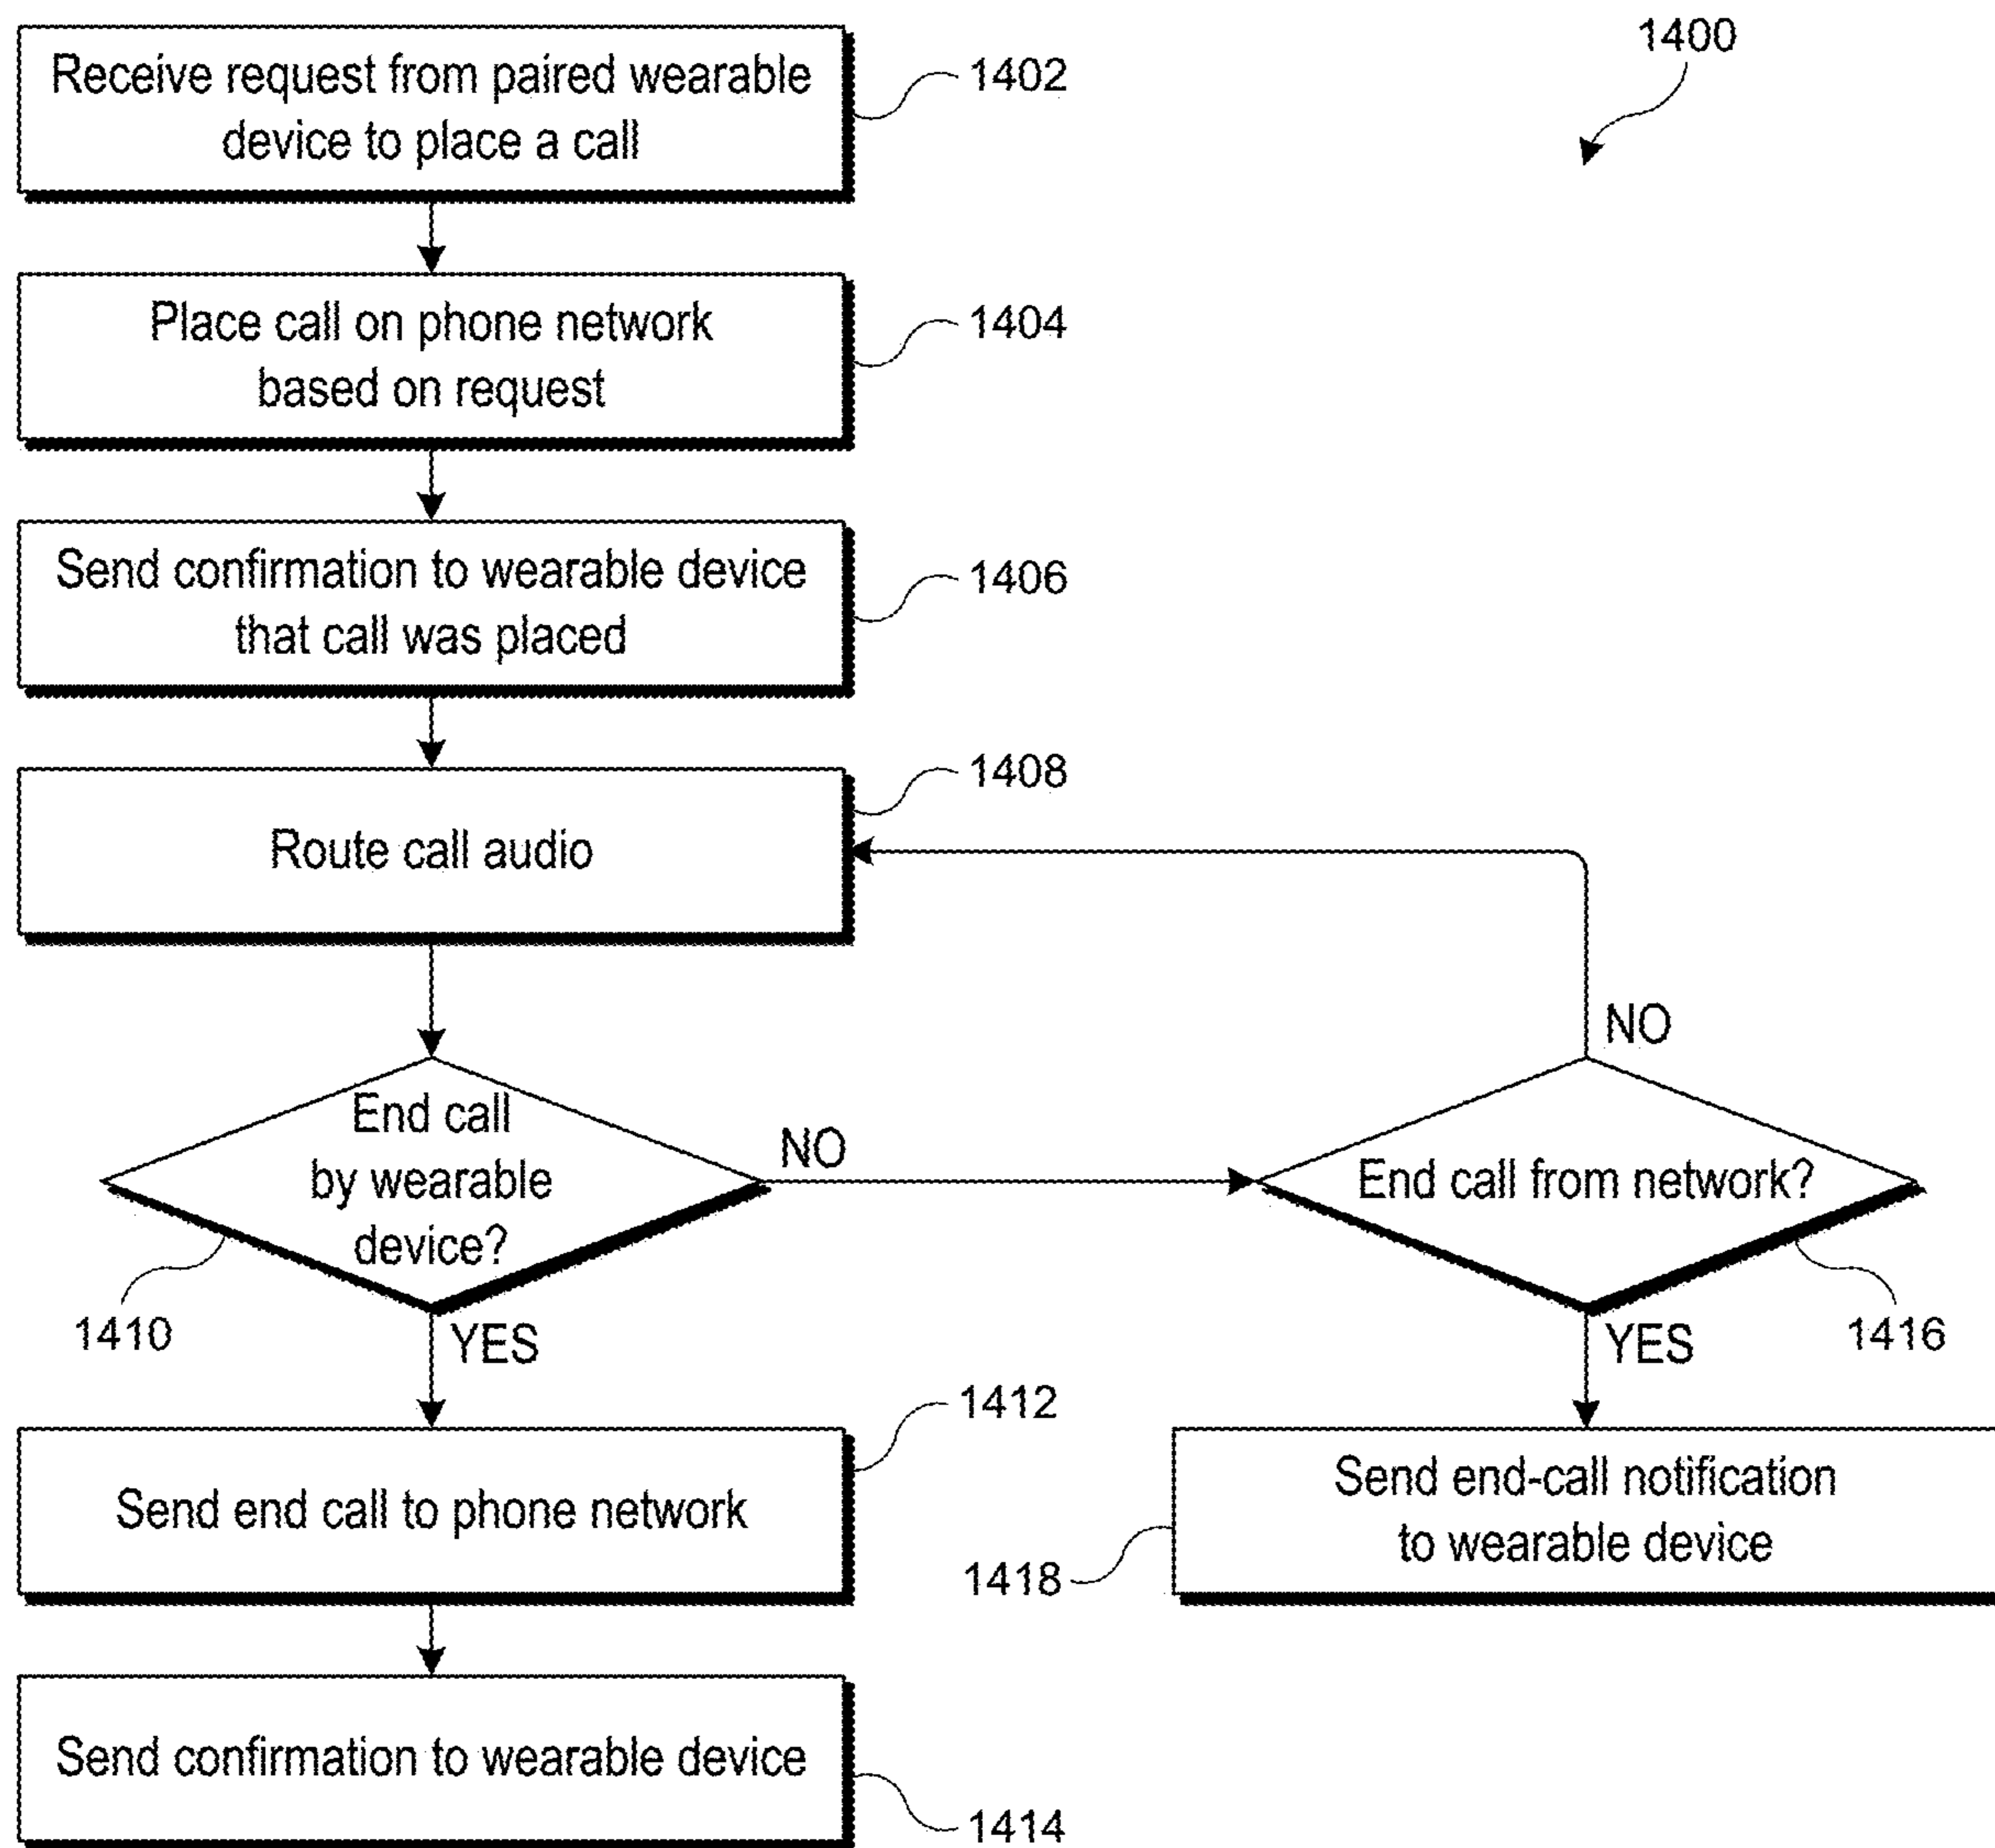 1400
Receive request from paired wearable
device to place a call
1402
Place call on phone network
based on request
1404
Send confirmation to wearable device
that call was placed
1406
1408
Route call audio
NO
End call
by wearable
device?
NO
End call from network?
1410
YES
YES
1416
1412
Send end call to phone network
Send end-call notification
to wearable device
1418
Send confirmation to wearable device
1414